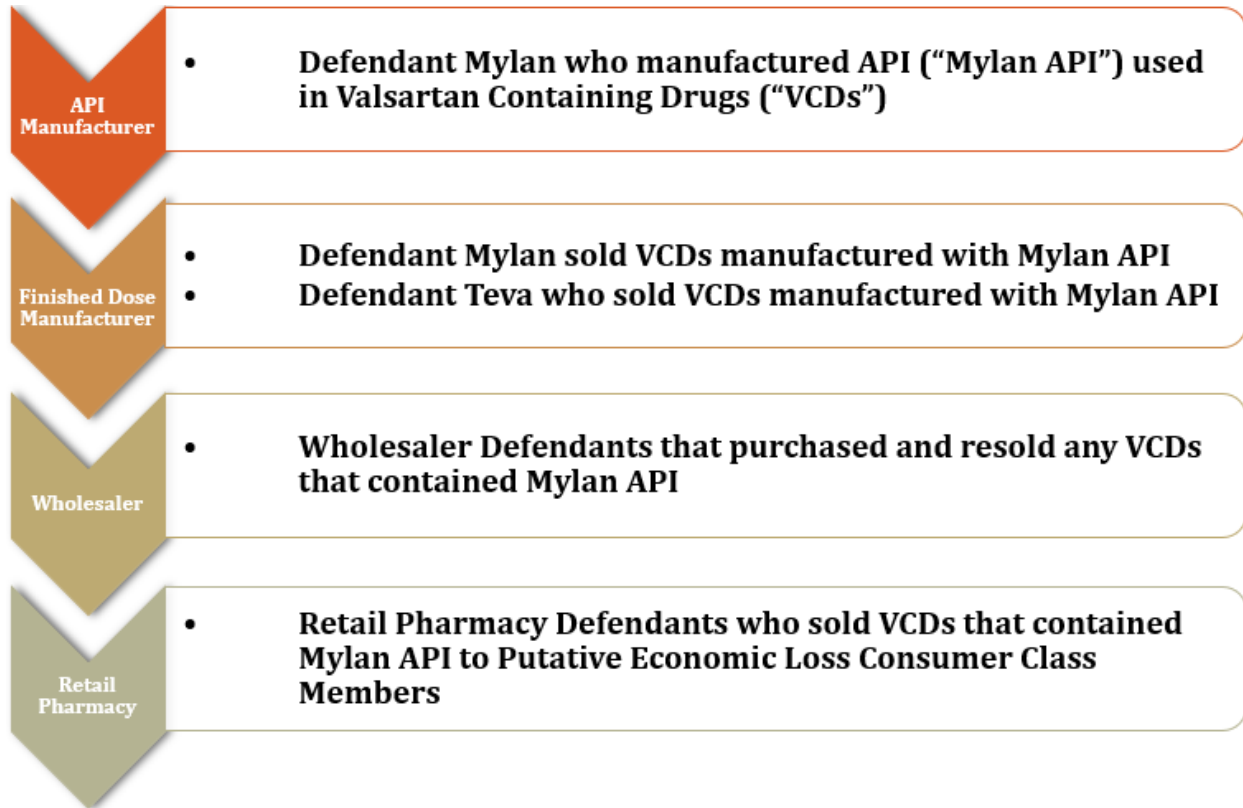 API
Manufacturer
• Defendant Mylan who manufactured API (“Mylan API”) used
in Valsartan Containing Drugs (“VCDs”)
Finished Dose
Manufacturer
• Defendant Mylan sold VCDs manufactured with Mylan API
• Defendant Teva who sold VCDs manufactured with Mylan API
Wholesaler
• Wholesaler Defendants that purchased and resold any VCDs
that contained Mylan API
Retail
Pharmacy
• Retail Pharmacy Defendants who sold VCDs that contained
Mylan API to Putative Economic Loss Consumer Class
Members